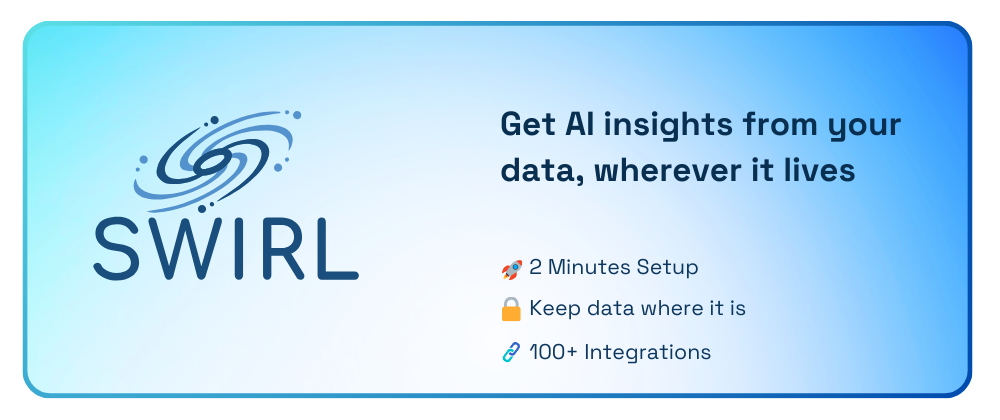 SWIRL
Get AI insights from your
data, wherever it lives
🚀 2 Minutes Setup
🔒 Keep data where it is
🔗 100+ Integrations